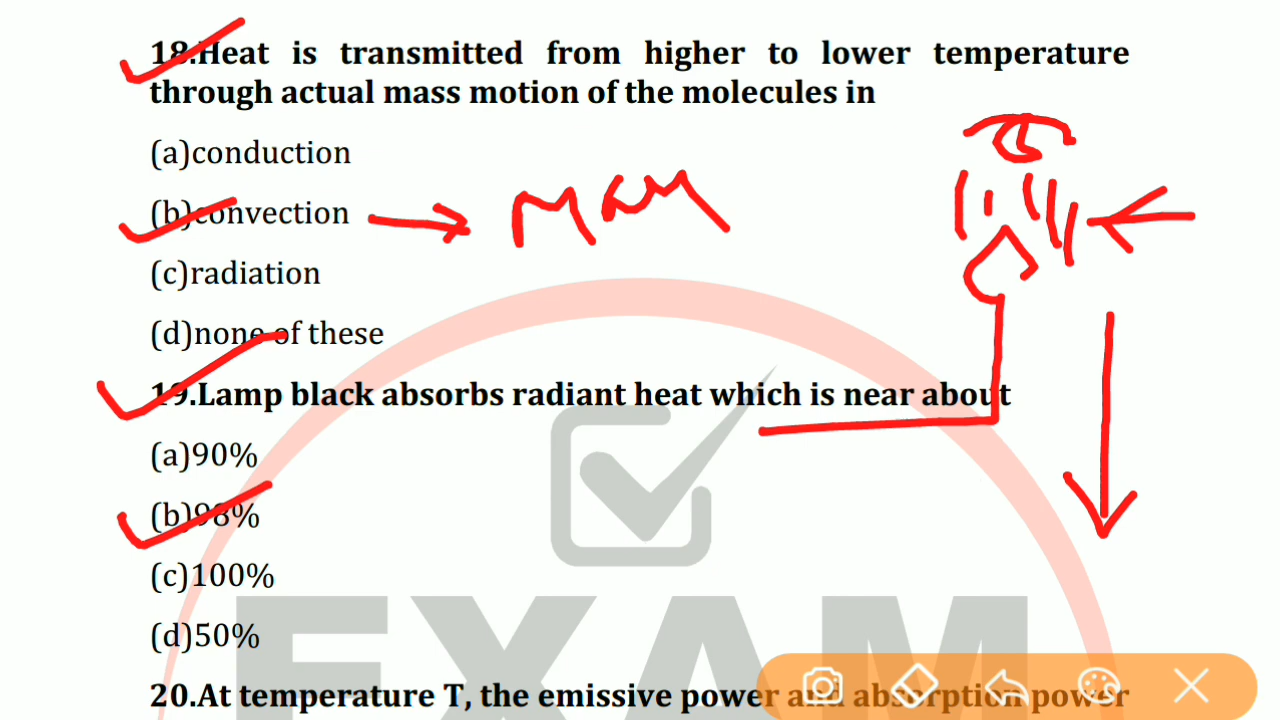 18.Heat is transmitted from higher to lower temperature
through actual mass motion of the molecules in
(a)conduction
(b)convection
(c)radiation
(d)none of these
19.Lamp black absorbs radiant heat which is near about
(a)90%
(b)98%
(c)100%
(d)50%
EXAM
20.At temperature T, the emissive power and absorption power